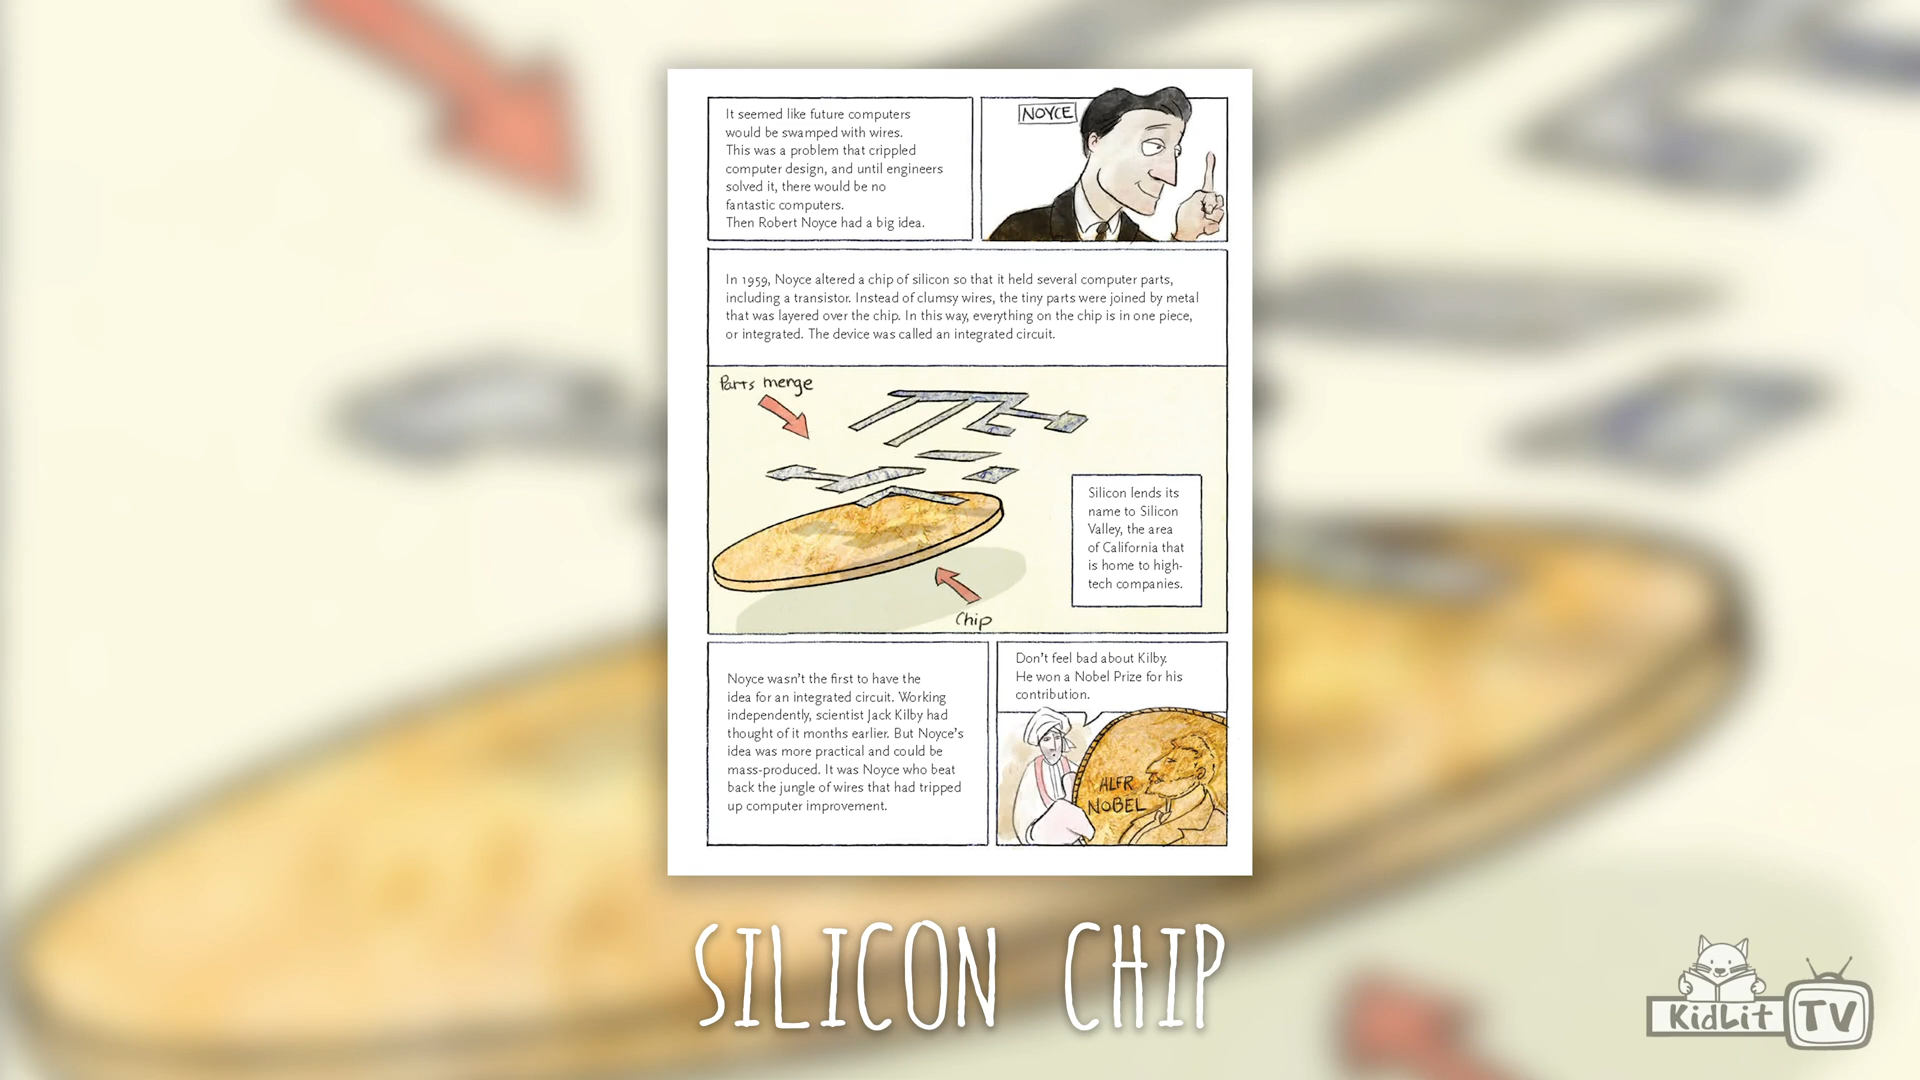 It seemed like future computers
would be swamped with wires.
This was a problem that crippled
computer design, and until engineers
solved it, there would be no
fantastic computers.
Then Robert Noyce had a big idea.
NOYCE
In 1959, Noyce altered a chip of silicon so that it held several computer parts,
including a transistor. Instead of clumsy wires, the tiny parts were joined by metal
that was layered over the chip. In this way, everything on the chip is in one piece,
or integrated. The device was called an integrated circuit.
Parts merge
Silicon lends its
name to Silicon
Valley, the area
of California that
is home to high-
tech companies.
Chip
Noyce wasn't the first to have the
idea for an integrated circuit. Working
independently, scientist Jack Kilby had
thought of it months earlier. But Noyce's
idea was more practical and could be
mass-produced. It was Noyce who beat
back the jungle of wires that had tripped
up computer improvement.
Don't feel bad about Kilby.
He won a Nobel Prize for his
contribution.
ALFR
NOBEL
SILICON CHIP
KidLit TV